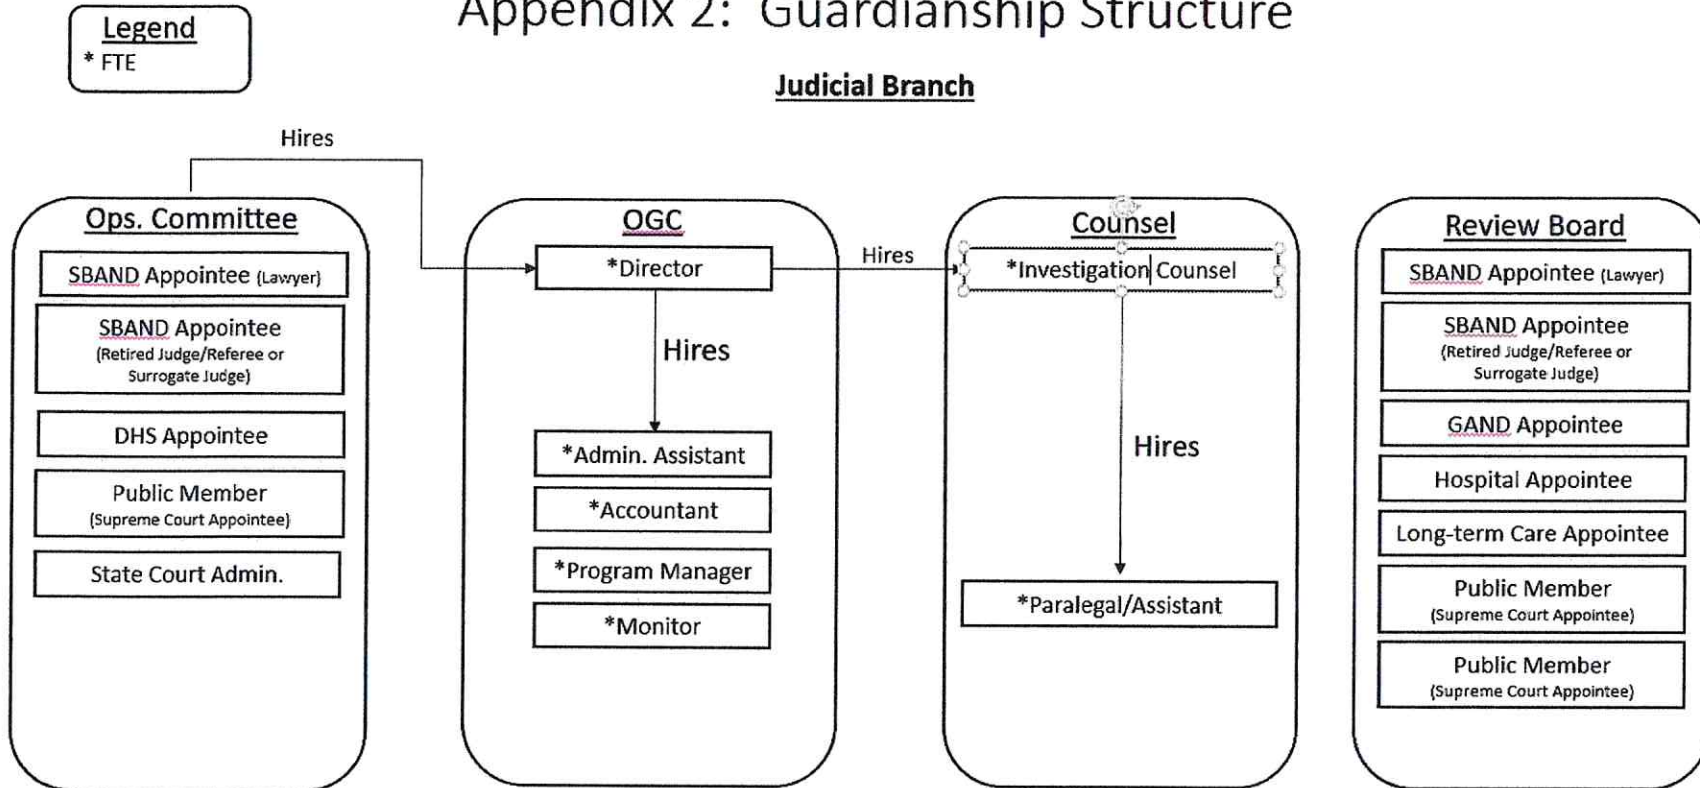 Appendix 2: Guardianship Structure
Legend
* FTE
Judicial Branch
Hires
Ops. Committee
SBAND Appointee (Lawyer)
SBAND Appointee
(Retired Judge/Referee or
Surrogate Judge)
DHS Appointee
Public Member
(Supreme Court Appointee)
State Court Admin.
OGC
*Director
Hires
*Admin. Assistant
*Accountant
*Program Manager
*Monitor
Hires
Counsel
*Investigation Counsel
Hires
*Paralegal/Assistant
Review Board
SBAND Appointee (Lawyer)
SBAND Appointee
(Retired Judge/Referee or
Surrogate Judge)
GAND Appointee
Hospital Appointee
Long-term Care Appointee
Public Member
(Supreme Court Appointee)
Public Member
(Supreme Court Appointee)